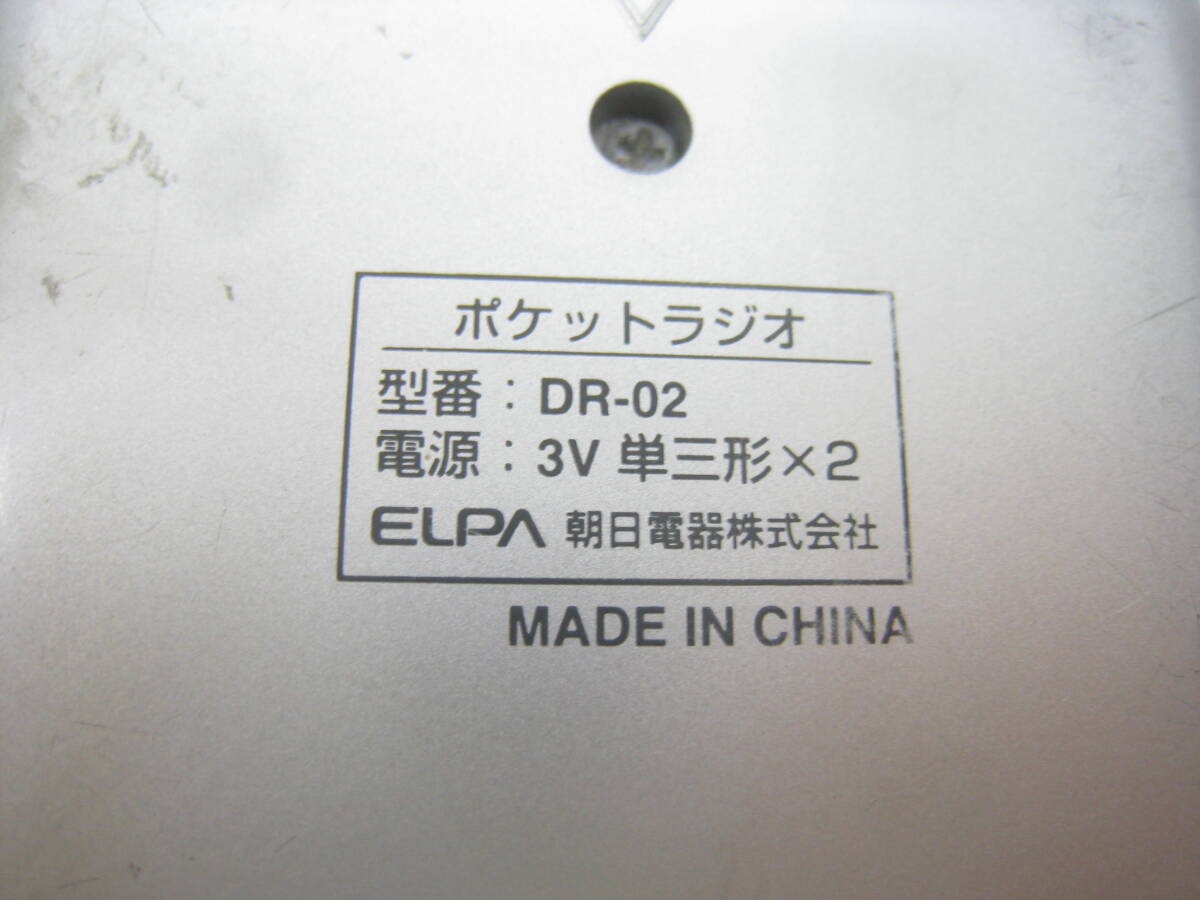 ポケットラジオ
型番：DR-02
電源：3V 単三形×2
ELPA 朝日電器株式会社
MADE IN CHINA